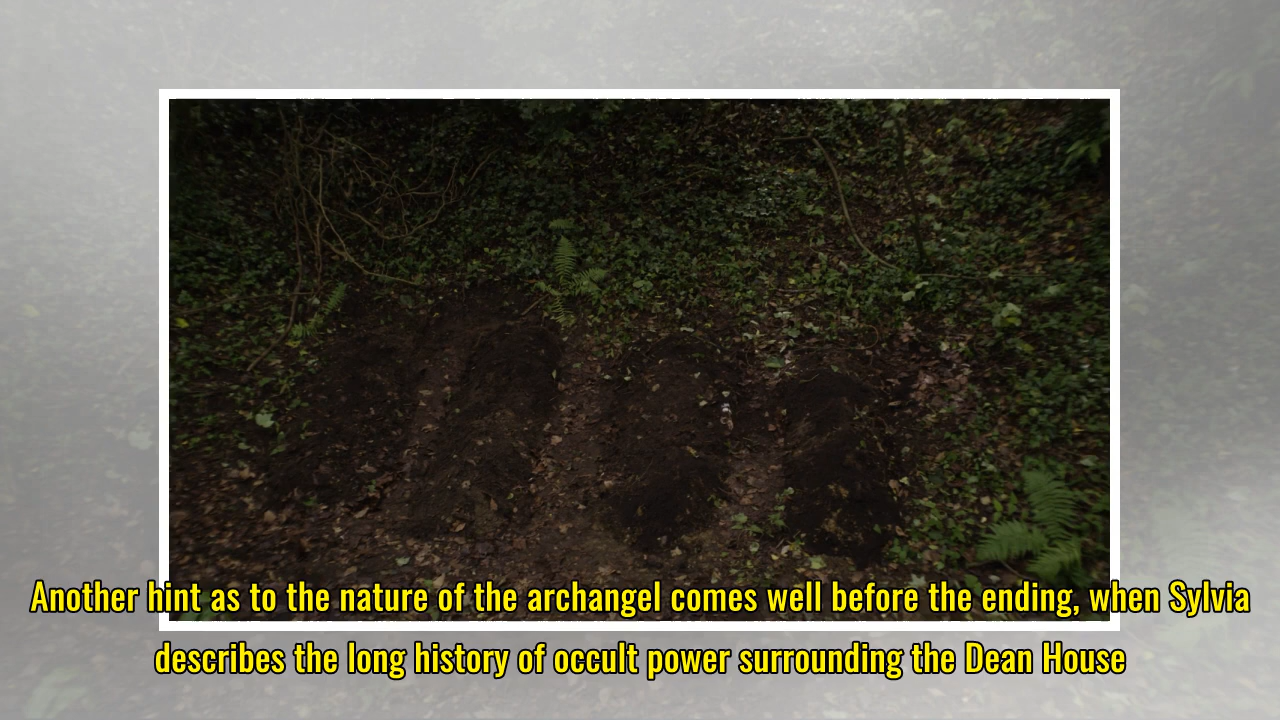 Another hint as to the nature of the archangel comes well before the ending, when Sylvia
describes the long history of occult power surrounding the Dean House